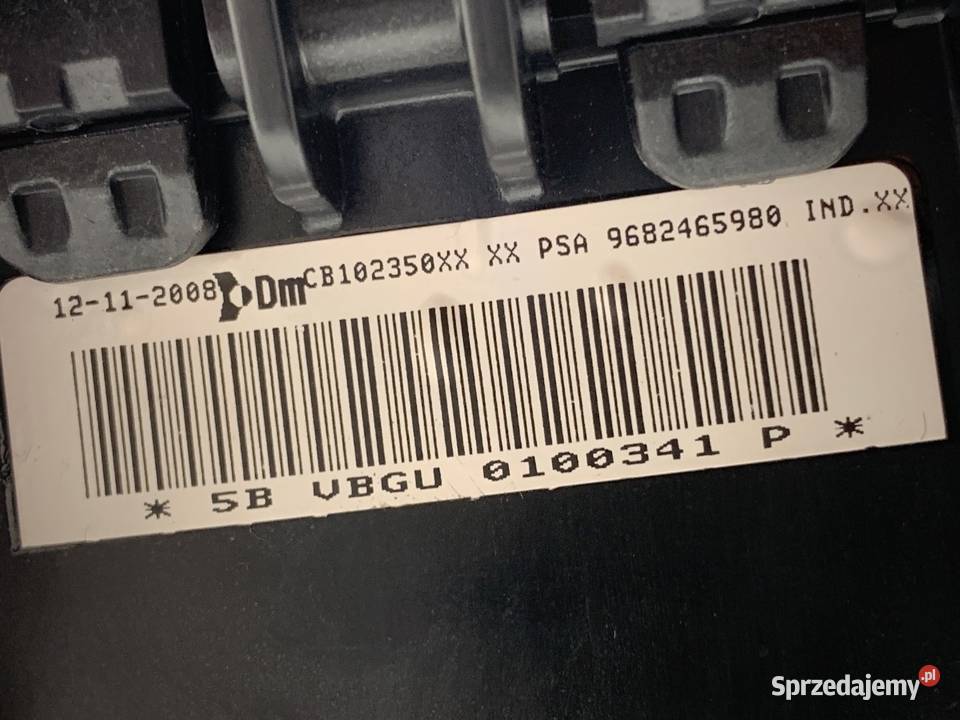 12-11-2008 Dm CB102350XX XX PSA 9682465980 IND.XX
* 5B VBGU 0100341 P *
Sprzedajemy.pl